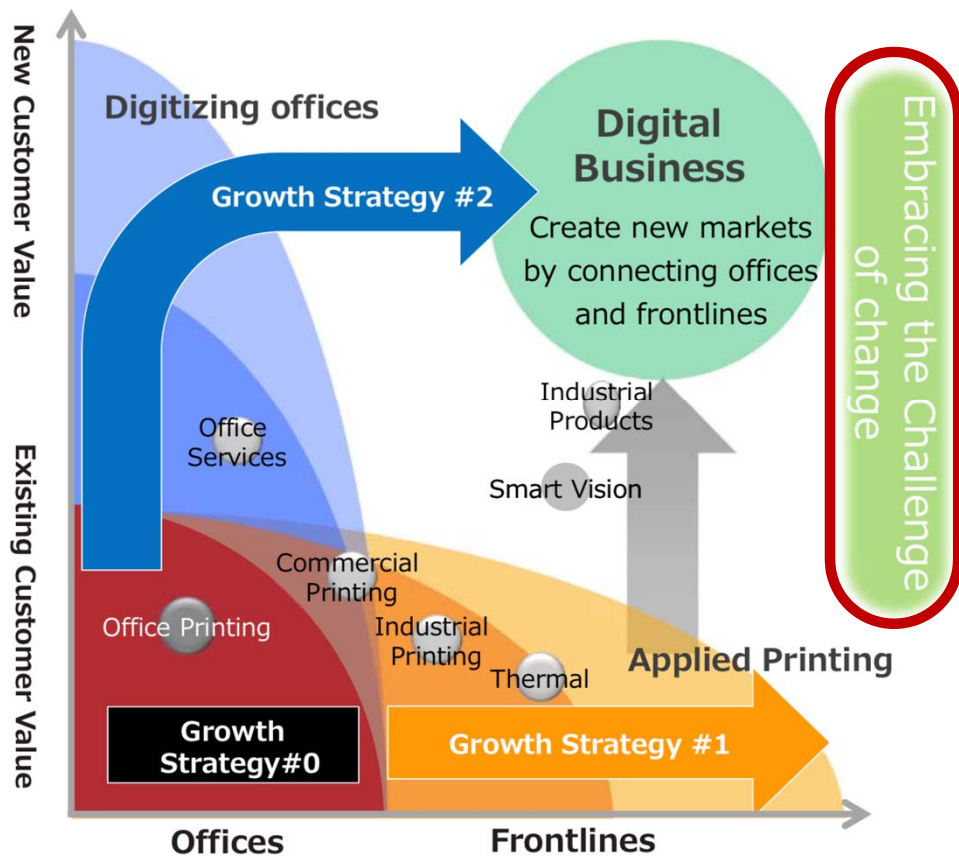 New Customer Value
Existing Customer Value
Digitizing offices
Growth Strategy #2
Digital
Business
Create new markets
by connecting offices
and frontlines
Embracing the Challenge
of change
Industrial
Products
Office
Services
Smart Vision
Commercial
Printing
Office Printing
Industrial
Printing
Thermal
Applied Printing
Growth
Strategy#0
Growth Strategy #1
Offices
Frontlines